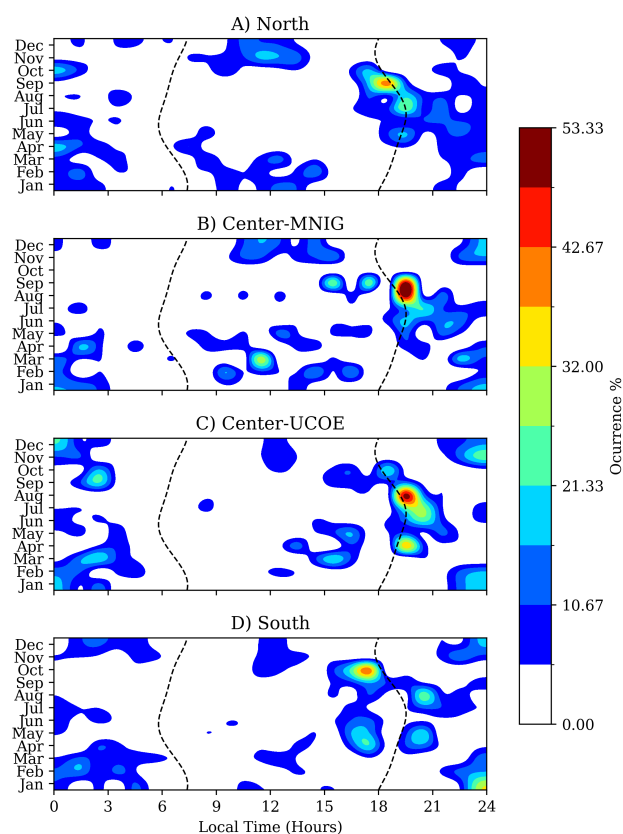 A) North
Dec
Nov
Oct
Sep
Aug
Jul
Jun
May
Apr
Mar
Feb
Jan
B) Center-MNIG
Dec
Nov
Oct
Sep
Aug
Jul
Jun
May
Apr
Mar
Feb
Jan
C) Center-UCOE
Dec
Nov
Oct
Sep
Aug
Jul
Jun
May
Apr
Mar
Feb
Jan
D) South
Dec
Nov
Oct
Sep
Aug
Jul
Jun
May
Apr
Mar
Feb
Jan
0 3 6 9 12 15 18 21 24
Local Time (Hours)
53.33
42.67
32.00
21.33
10.67
0.00
Ocurrence %